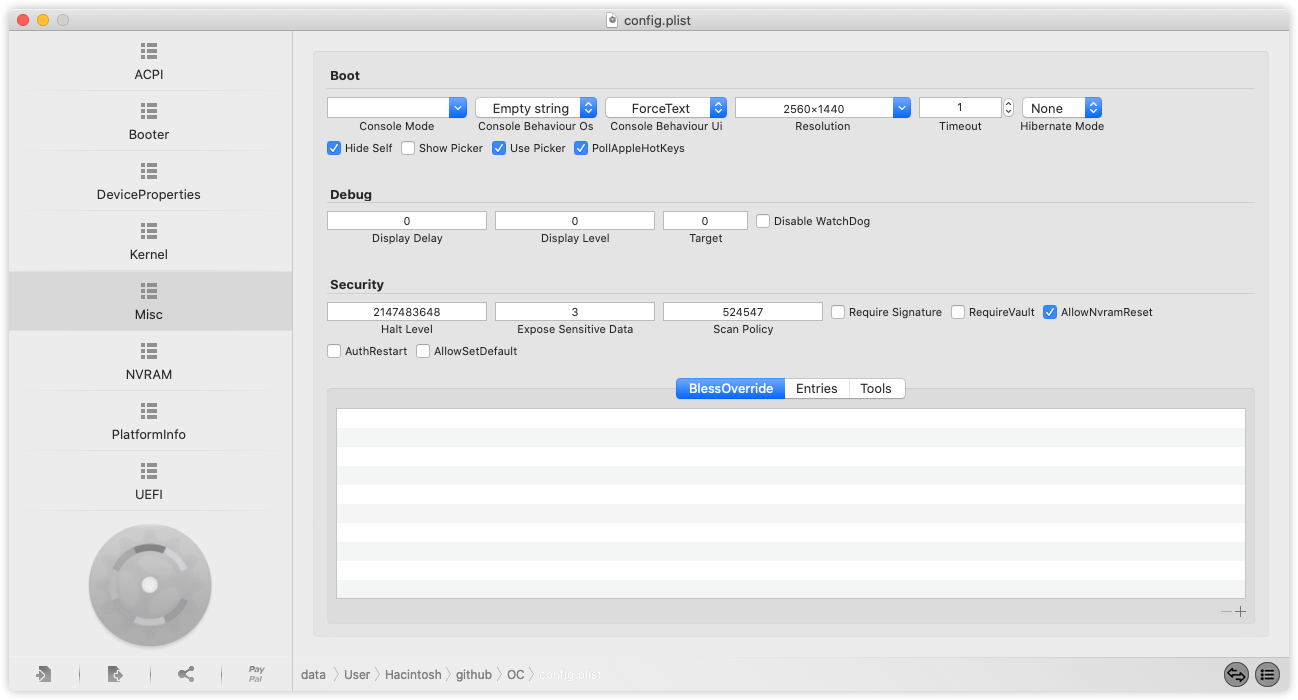 config.plist
ACPI
Booter
DeviceProperties
Kernel
Misc
NVRAM
PlatformInfo
UEFI
Pay
Pal
Boot
Empty string ForceText 2560×1440 1 None
Console Mode Console Behaviour Os Console Behaviour Ui Resolution Timeout Hibernate Mode
Hide Self Show Picker Use Picker PollAppleHotKeys
Debug
0 0 0 Disable WatchDog
Display Delay Display Level Target
Security
2147483648 3 524547 Require Signature RequireVault AllowNvramReset
Halt Level Expose Sensitive Data Scan Policy
AuthRestart AllowSetDefault
BlessOverride Entries Tools
data User Hacintosh github OC config.plist